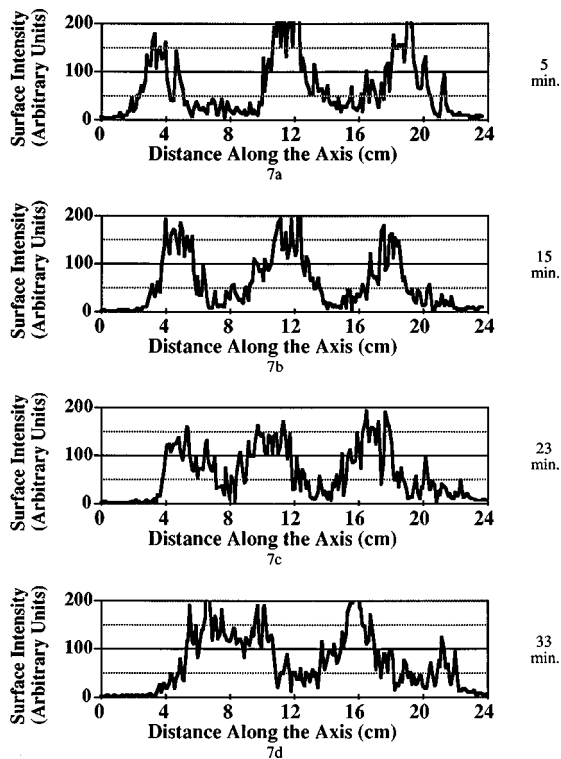 Surface Intensity
(Arbitrary Units)
200
100
0
0 4 8 12 16 20 24
Distance Along the Axis (cm)
7a
5
min.
Surface Intensity
(Arbitrary Units)
200
100
0
0 4 8 12 16 20 24
Distance Along the Axis (cm)
7b
15
min.
Surface Intensity
(Arbitrary Units)
200
100
0
0 4 8 12 16 20 24
Distance Along the Axis (cm)
7c
23
min.
Surface Intensity
(Arbitrary Units)
200
100
0
0 4 8 12 16 20 24
Distance Along the Axis (cm)
7d
33
min.